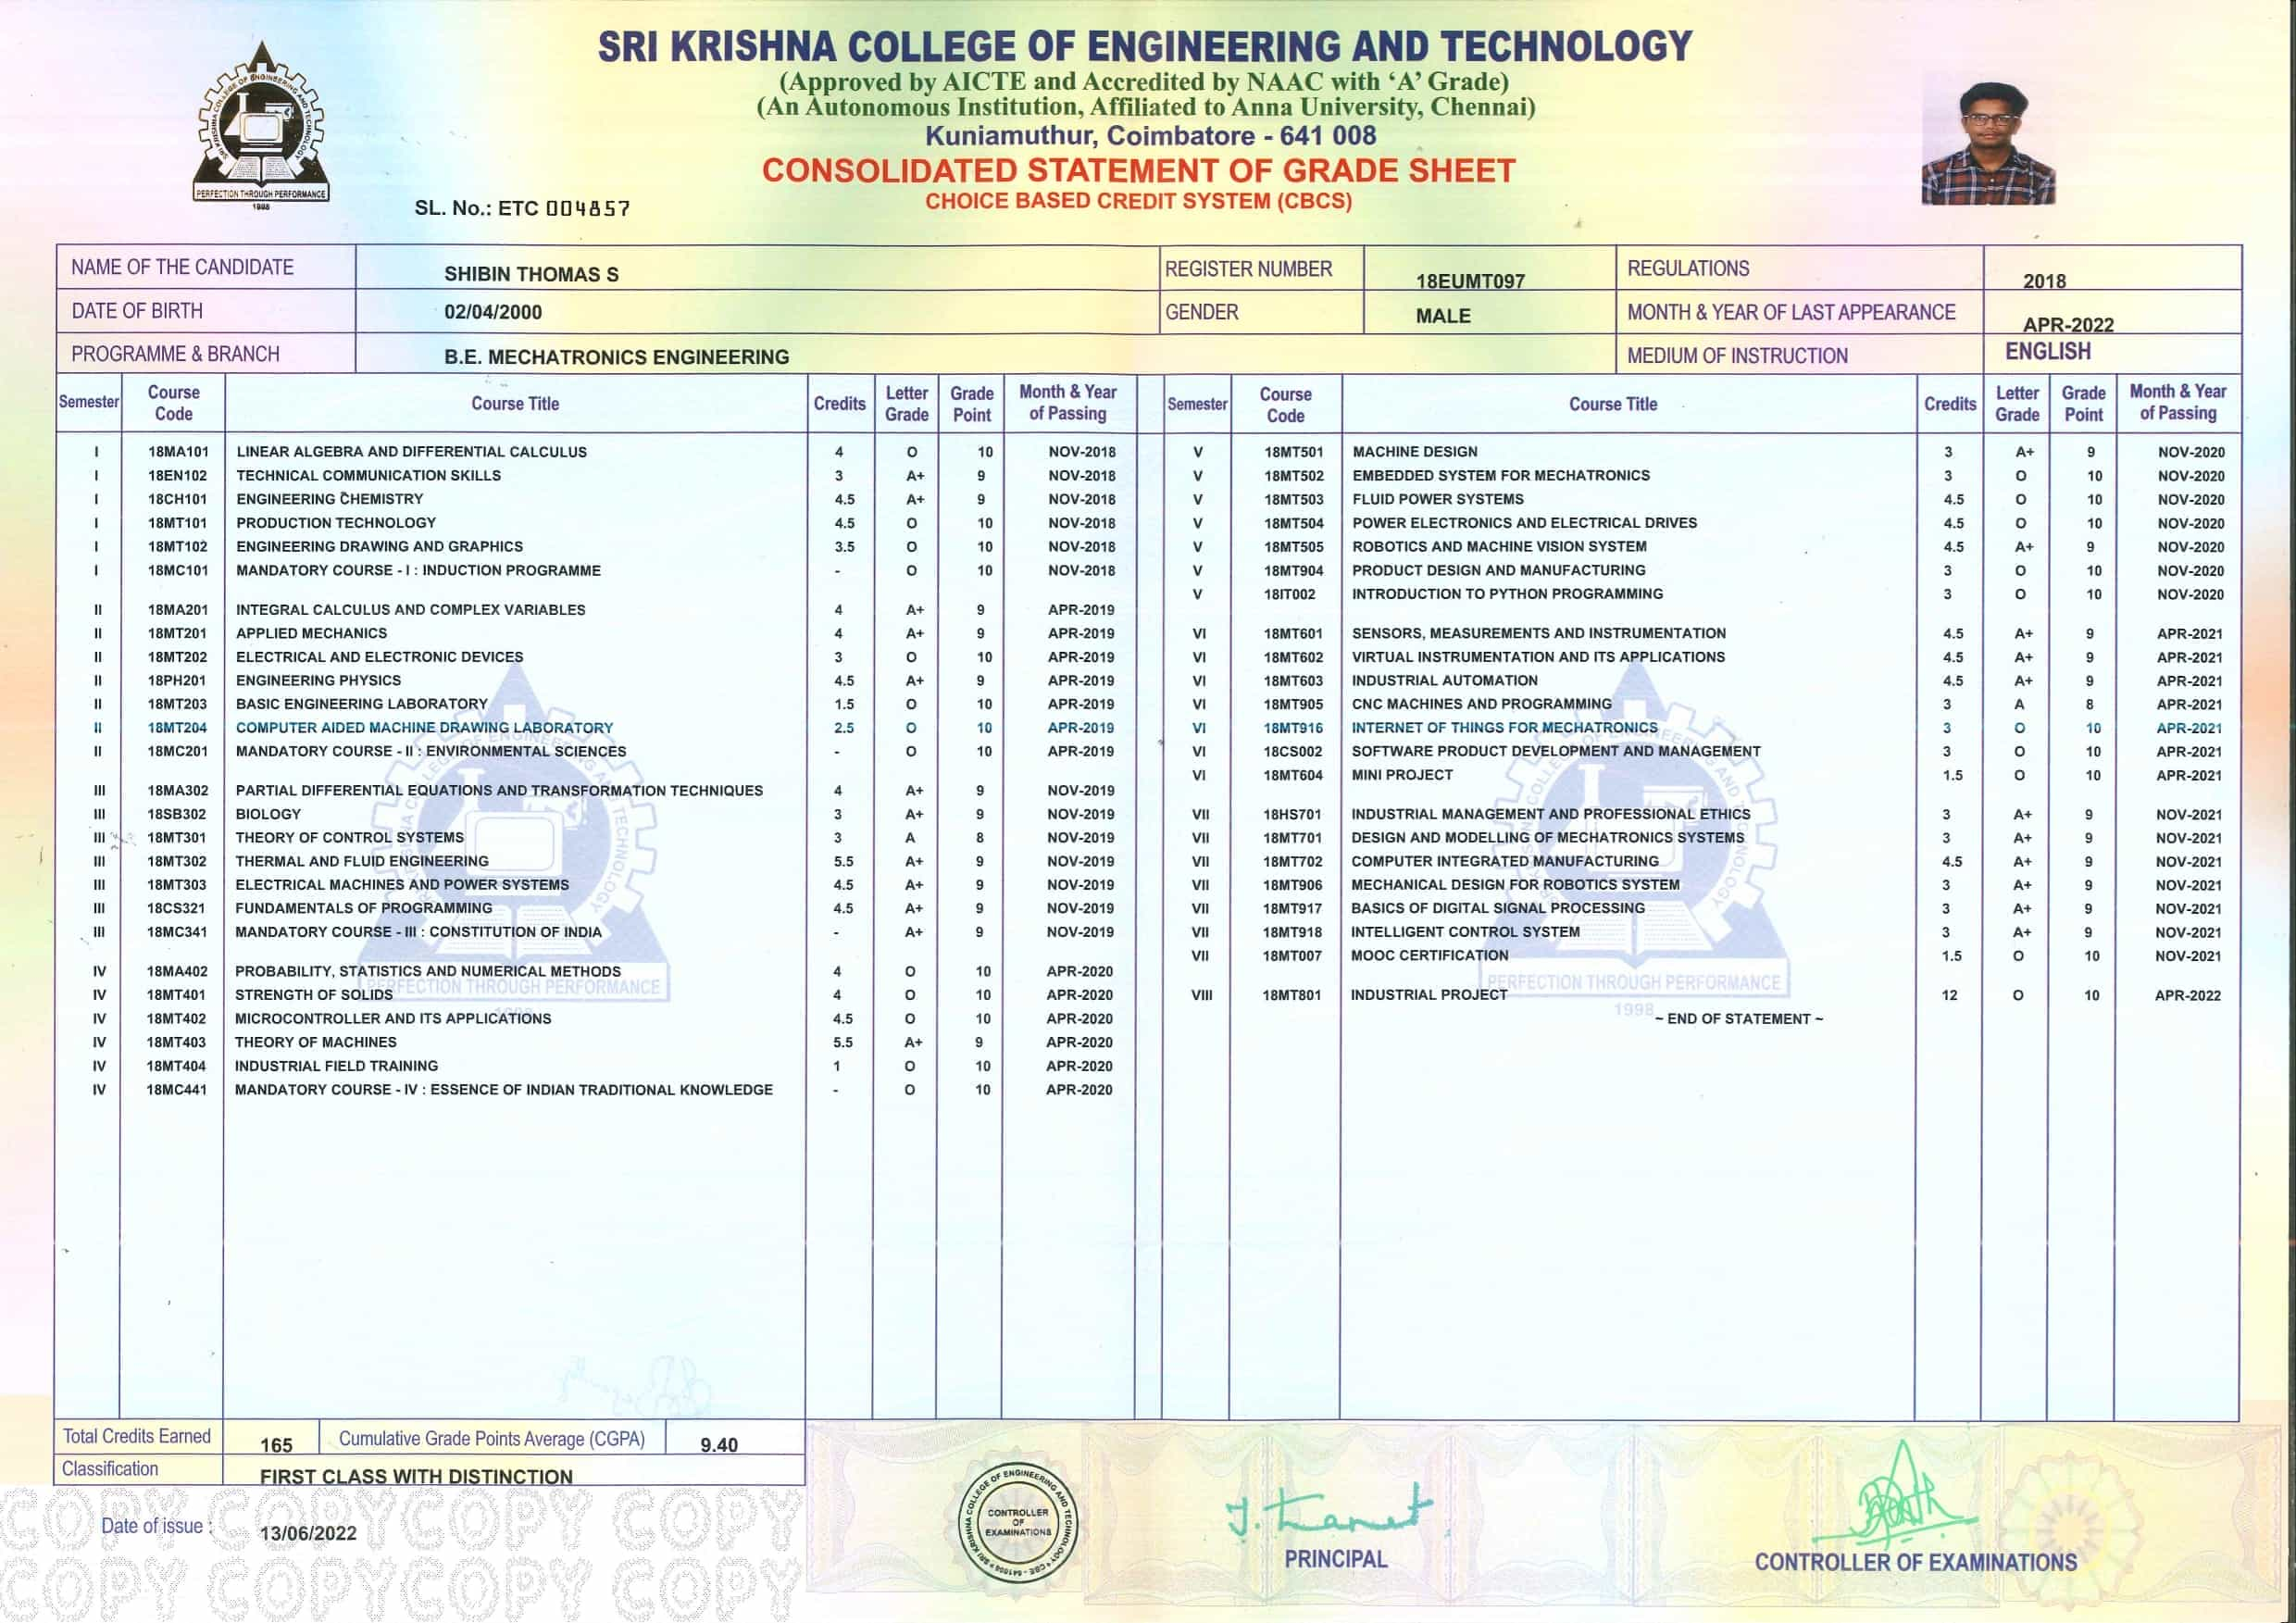 SRI KRISHNA COLLEGE OF ENGINEERING AND TECHNOLOGY
(Approved by AICTE and Accredited by NAAC with ‘A’ Grade)
(An Autonomous Institution, Affiliated to Anna University, Chennai)
Kuniamuthur, Coimbatore - 641 008
CONSOLIDATED STATEMENT OF GRADE SHEET
CHOICE BASED CREDIT SYSTEM (CBCS)
SRI KRISHNA COLLEGE OF ENGINEERING AND TECHNOLOGY
PERFECTION THROUGH PERFORMANCE
1998
SL. No.: ETC 004857
NAME OF THE CANDIDATE SHIBIN THOMAS S REGISTER NUMBER 18EUMT097 REGULATIONS 2018
DATE OF BIRTH 02/04/2000 GENDER MALE MONTH & YEAR OF LAST APPEARANCE APR-2022
PROGRAMME & BRANCH B.E. MECHATRONICS ENGINEERING MEDIUM OF INSTRUCTION ENGLISH
Semester Course Code Course Title Credits Letter Grade Grade Point Month & Year of Passing
I 18MA101 LINEAR ALGEBRA AND DIFFERENTIAL CALCULUS 4 O 10 NOV-2018
I 18EN102 TECHNICAL COMMUNICATION SKILLS 3 A+ 9 NOV-2018
I 18CH101 ENGINEERING CHEMISTRY 4.5 A+ 9 NOV-2018
I 18MT101 PRODUCTION TECHNOLOGY 4.5 O 10 NOV-2018
I 18MT102 ENGINEERING DRAWING AND GRAPHICS 3.5 O 10 NOV-2018
I 18MC101 MANDATORY COURSE - I : INDUCTION PROGRAMME - O 10 NOV-2018
II 18MA201 INTEGRAL CALCULUS AND COMPLEX VARIABLES 4 A+ 9 APR-2019
II 18MT201 APPLIED MECHANICS 4 A+ 9 APR-2019
II 18MT202 ELECTRICAL AND ELECTRONIC DEVICES 3 O 10 APR-2019
II 18PH201 ENGINEERING PHYSICS 4.5 A+ 9 APR-2019
II 18MT203 BASIC ENGINEERING LABORATORY 1.5 O 10 APR-2019
II 18MT204 COMPUTER AIDED MACHINE DRAWING LABORATORY 2.5 O 10 APR-2019
II 18MC201 MANDATORY COURSE - II : ENVIRONMENTAL SCIENCES - O 10 APR-2019
III 18MA302 PARTIAL DIFFERENTIAL EQUATIONS AND TRANSFORMATION TECHNIQUES 4 A+ 9 NOV-2019
III 18SB302 BIOLOGY 3 A+ 9 NOV-2019
III 18MT301 THEORY OF CONTROL SYSTEMS 3 A 8 NOV-2019
III 18MT302 THERMAL AND FLUID ENGINEERING 5.5 A+ 9 NOV-2019
III 18MT303 ELECTRICAL MACHINES AND POWER SYSTEMS 4.5 A+ 9 NOV-2019
III 18CS321 FUNDAMENTALS OF PROGRAMMING 4.5 A+ 9 NOV-2019
III 18MC341 MANDATORY COURSE - III : CONSTITUTION OF INDIA - A+ 9 NOV-2019
IV 18MA402 PROBABILITY, STATISTICS AND NUMERICAL METHODS 4 O 10 APR-2020
IV 18MT401 STRENGTH OF SOLIDS 4 O 10 APR-2020
IV 18MT402 MICROCONTROLLER AND ITS APPLICATIONS 4.5 O 10 APR-2020
IV 18MT403 THEORY OF MACHINES 5.5 A+ 9 APR-2020
IV 18MT404 INDUSTRIAL FIELD TRAINING 1 O 10 APR-2020
IV 18MC441 MANDATORY COURSE - IV : ESSENCE OF INDIAN TRADITIONAL KNOWLEDGE - O 10 APR-2020
Semester Course Code Course Title Credits Letter Grade Grade Point Month & Year of Passing
V 18MT501 MACHINE DESIGN 3 A+ 9 NOV-2020
V 18MT502 EMBEDDED SYSTEM FOR MECHATRONICS 3 O 10 NOV-2020
V 18MT503 FLUID POWER SYSTEMS 4.5 O 10 NOV-2020
V 18MT504 POWER ELECTRONICS AND ELECTRICAL DRIVES 4.5 O 10 NOV-2020
V 18MT505 ROBOTICS AND MACHINE VISION SYSTEM 4.5 A+ 9 NOV-2020
V 18MT904 PRODUCT DESIGN AND MANUFACTURING 3 O 10 NOV-2020
V 18IT002 INTRODUCTION TO PYTHON PROGRAMMING 3 O 10 NOV-2020
VI 18MT601 SENSORS, MEASUREMENTS AND INSTRUMENTATION 4.5 A+ 9 APR-2021
VI 18MT602 VIRTUAL INSTRUMENTATION AND ITS APPLICATIONS 4.5 A+ 9 APR-2021
VI 18MT603 INDUSTRIAL AUTOMATION 4.5 A+ 9 APR-2021
VI 18MT905 CNC MACHINES AND PROGRAMMING 3 A 8 APR-2021
VI 18MT916 INTERNET OF THINGS FOR MECHATRONICS 3 O 10 APR-2021
VI 18CS002 SOFTWARE PRODUCT DEVELOPMENT AND MANAGEMENT 3 O 10 APR-2021
VI 18MT604 MINI PROJECT 1.5 O 10 APR-2021
VII 18HS701 INDUSTRIAL MANAGEMENT AND PROFESSIONAL ETHICS 3 A+ 9 NOV-2021
VII 18MT701 DESIGN AND MODELLING OF MECHATRONICS SYSTEMS 3 A+ 9 NOV-2021
VII 18MT702 COMPUTER INTEGRATED MANUFACTURING 4.5 A+ 9 NOV-2021
VII 18MT906 MECHANICAL DESIGN FOR ROBOTICS SYSTEM 3 A+ 9 NOV-2021
VII 18MT917 BASICS OF DIGITAL SIGNAL PROCESSING 3 A+ 9 NOV-2021
VII 18MT918 INTELLIGENT CONTROL SYSTEM 3 A+ 9 NOV-2021
VII 18MT007 MOOC CERTIFICATION 1.5 O 10 NOV-2021
VIII 18MT801 INDUSTRIAL PROJECT 12 O 10 APR-2022
~ END OF STATEMENT ~
PERFECTION THROUGH PERFORMANCE
1998
PERFECTION THROUGH PERFORMANCE
1998
Total Credits Earned 165 Cumulative Grade Points Average (CGPA) 9.40
Classification FIRST CLASS WITH DISTINCTION
COPY COPY COPY COPY
Date of issue : 13/06/2022
COPY COPY COPY COPY
SRI KRISHNA COLLEGE OF ENGINEERING AND TECHNOLOGY
CONTROLLER
OF
EXAMINATIONS
CBE - 641008
PRINCIPAL
CONTROLLER OF EXAMINATIONS